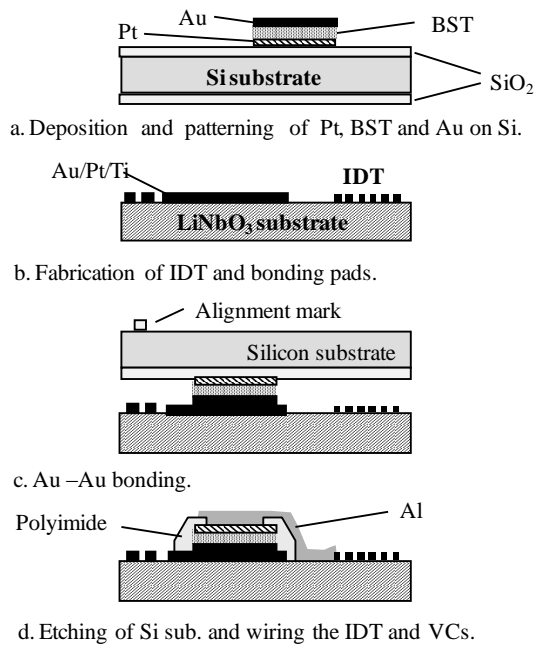 Au
Pt
BST
Si substrate
SiO2
a. Deposition and patterning of Pt, BST and Au on Si.
Au/Pt/Ti
IDT
LiNbO3 substrate
b. Fabrication of IDT and bonding pads.
Alignment mark
Silicon substrate
c. Au –Au bonding.
Polyimide
Al
d. Etching of Si sub. and wiring the IDT and VCs.